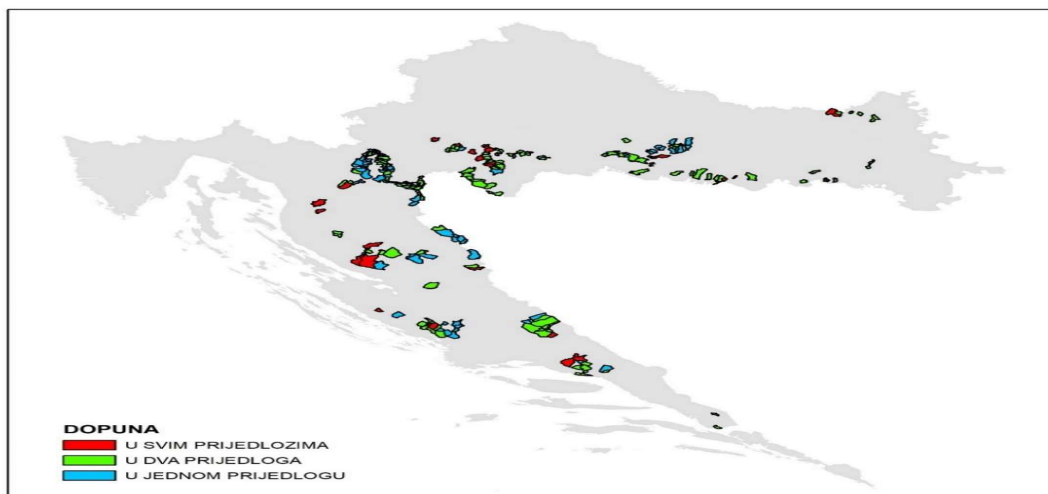 DOPUNA
U SVIM PRIJEDLOZIMA
U DVA PRIJEDLOGA
U JEDNOM PRIJEDLOGU